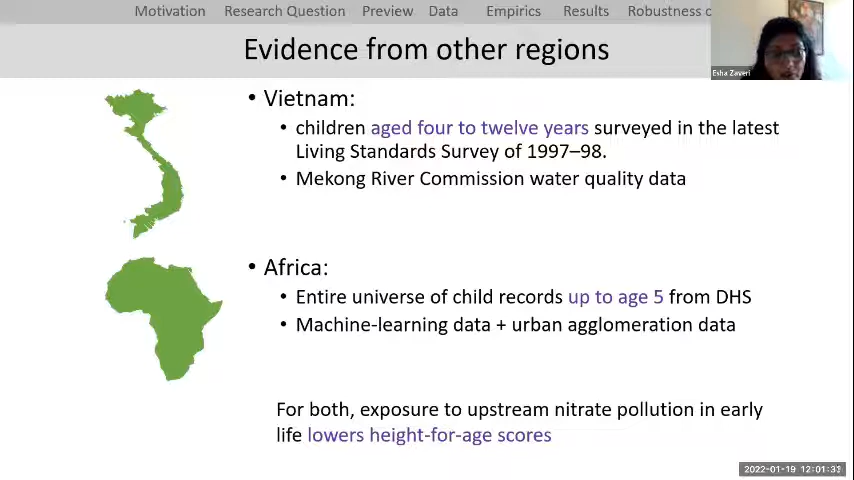 Motivation Research Question Preview Data Empirics Results Robustness c
Evidence from other regions
Esha Zaveri
• Vietnam:
• children aged four to twelve years surveyed in the latest
Living Standards Survey of 1997–98.
• Mekong River Commission water quality data
• Africa:
• Entire universe of child records up to age 5 from DHS
• Machine-learning data + urban agglomeration data
For both, exposure to upstream nitrate pollution in early
life lowers height-for-age scores
2022-01-19 12:01:33